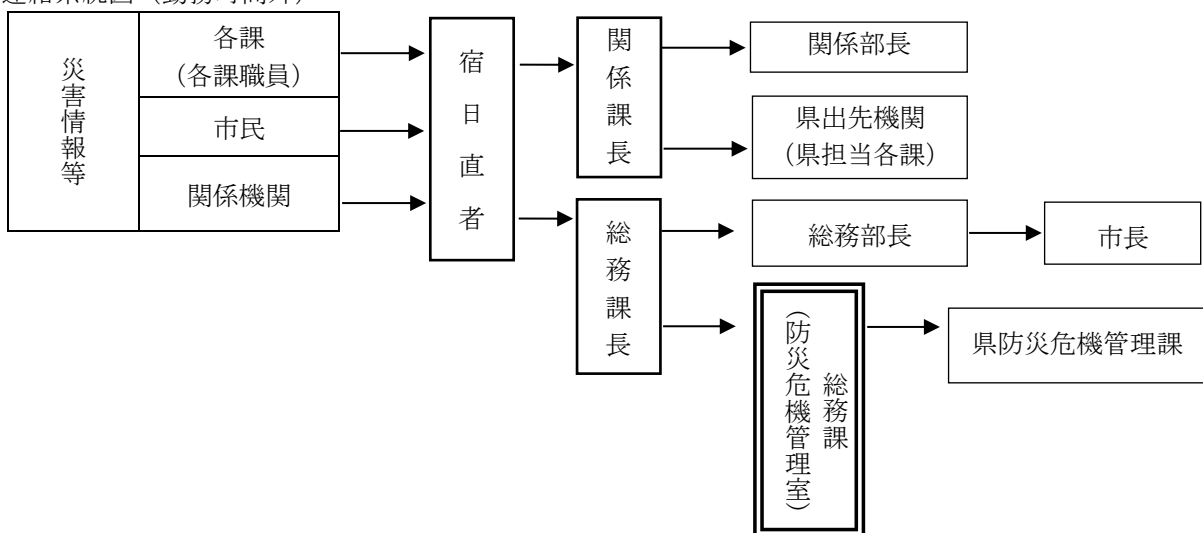 連絡系統図（勤務時間外）
災害情報等
各課
（各課職員）
市民
関係機関
宿日直者
関係課長
総務課長
関係部長
県出先機関
（県担当各課）
総務部長
市長
総務課
（防災危機管理室）
県防災危機管理課